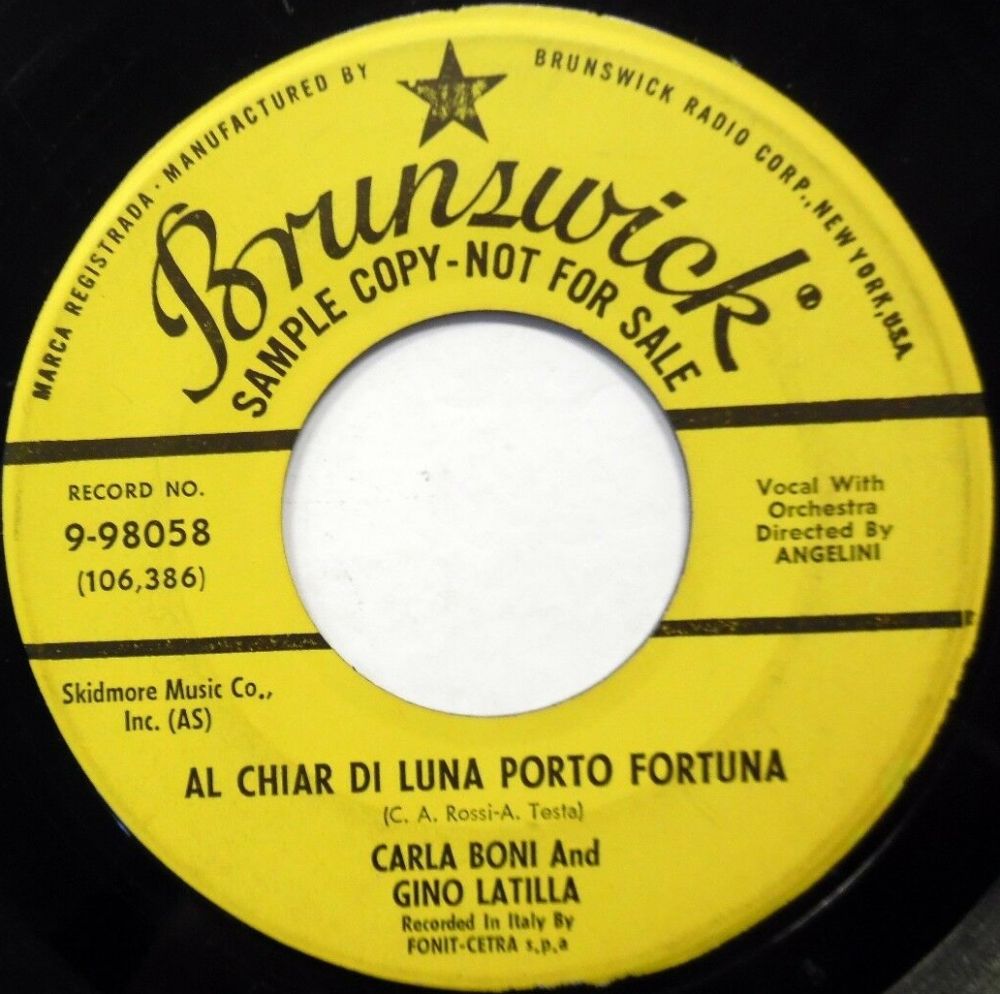 MARCA REGISTRADA · MANUFACTURED BY BRUNSWICK RADIO CORP., NEW YORK, USA
Brunswick ®
SAMPLE COPY-NOT FOR SALE
RECORD NO.
9-98058
(106,386)
Vocal With
Orchestra
Directed By
ANGELINI
Skidmore Music Co.,
Inc. (AS)
AL CHIAR DI LUNA PORTO FORTUNA
(C. A. Rossi-A. Testa)
CARLA BONI And
GINO LATILLA
Recorded In Italy By
FONIT-CETRA s.p.a